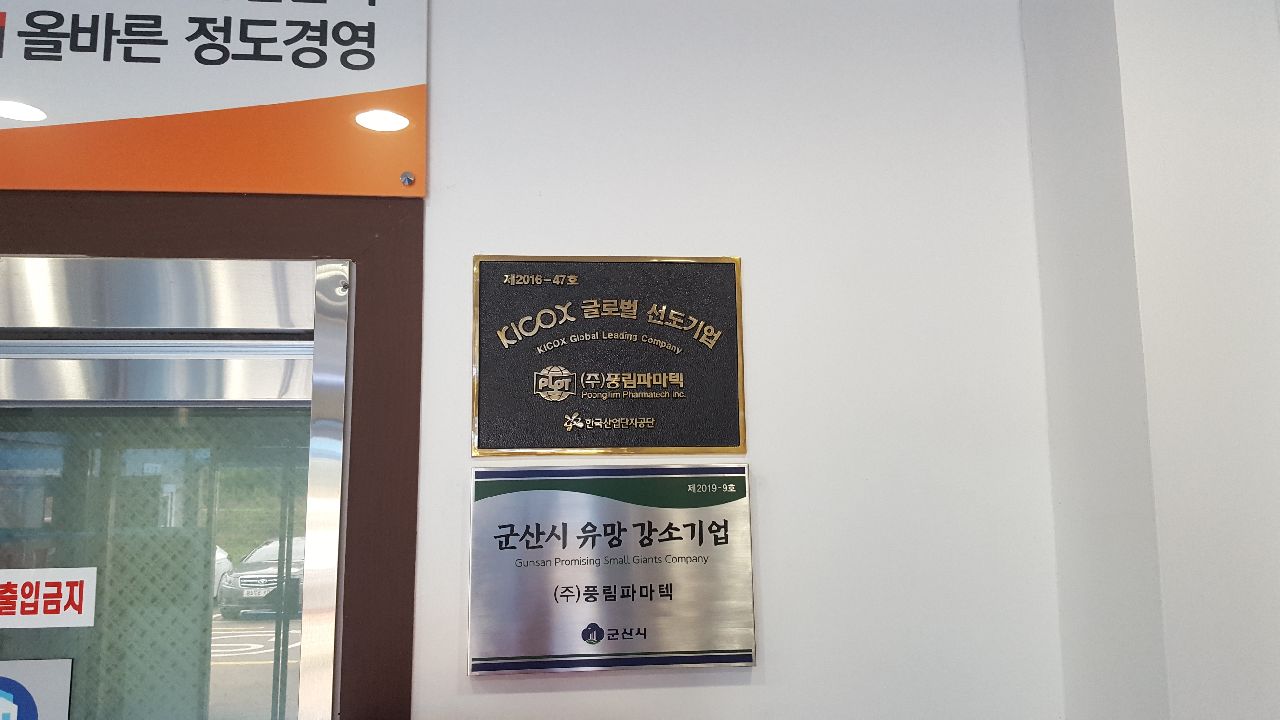 올바른 정도경영
제2016-47호
KICOX 글로벌 선도기업
KICOX Global Leading Company
PLPT (주)풍림파마텍
Poonglim Pharmatech Inc.
한국산업단지공단
제2019-9호
군산시 유망 강소기업
Gunsan Promising Small Giants Company
(주)풍림파마텍
군산시
출입금지